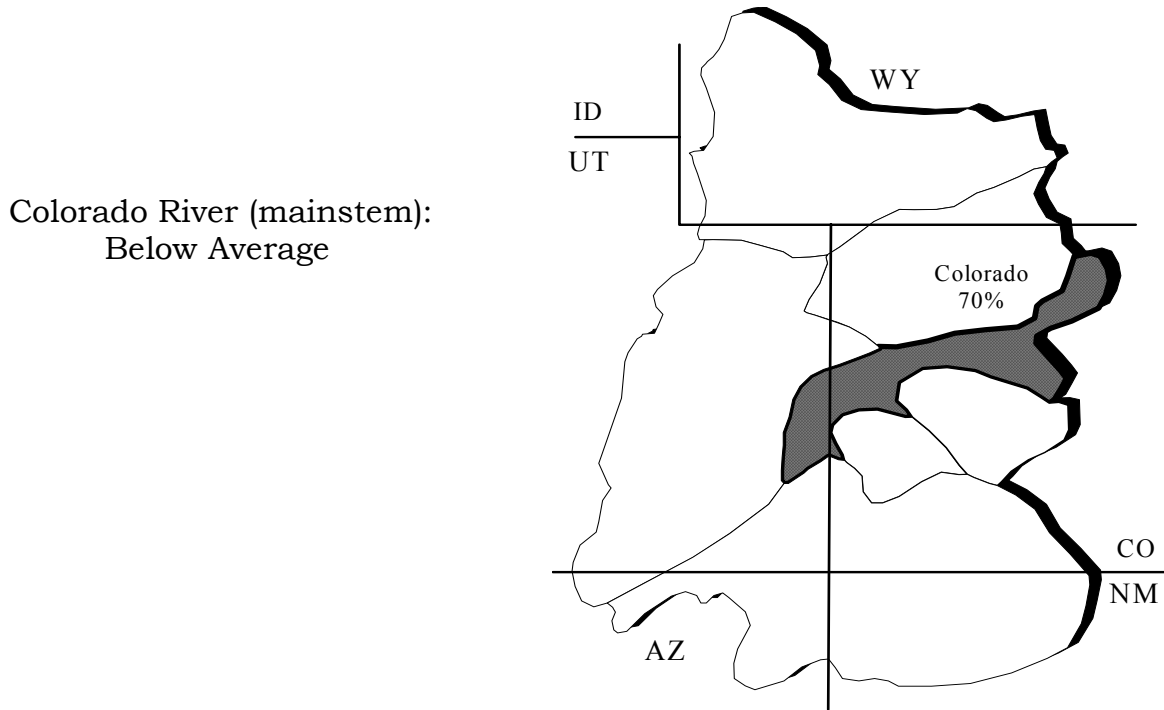 Colorado River (mainstem):
Below Average
WY
ID
UT
Colorado
70%
CO
NM
AZ